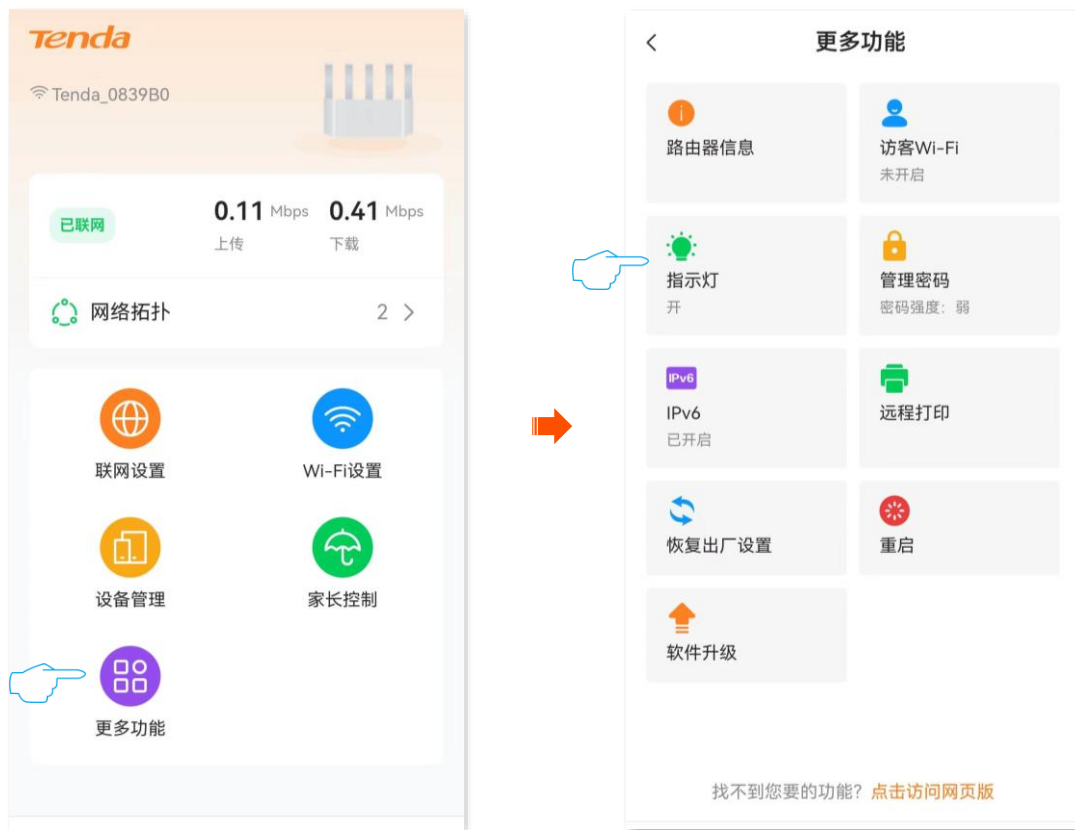 Tenda
Tenda_0839B0
已联网
0.11 Mbps
上传
0.41 Mbps
下载
网络拓扑
2
联网设置
Wi-Fi设置
设备管理
家长控制
更多功能
更多功能
路由器信息
访客Wi-Fi
未开启
指示灯
开
管理密码
密码强度：弱
IPv6
IPv6
已开启
远程打印
恢复出厂设置
重启
软件升级
找不到您要的功能？点击访问网页版